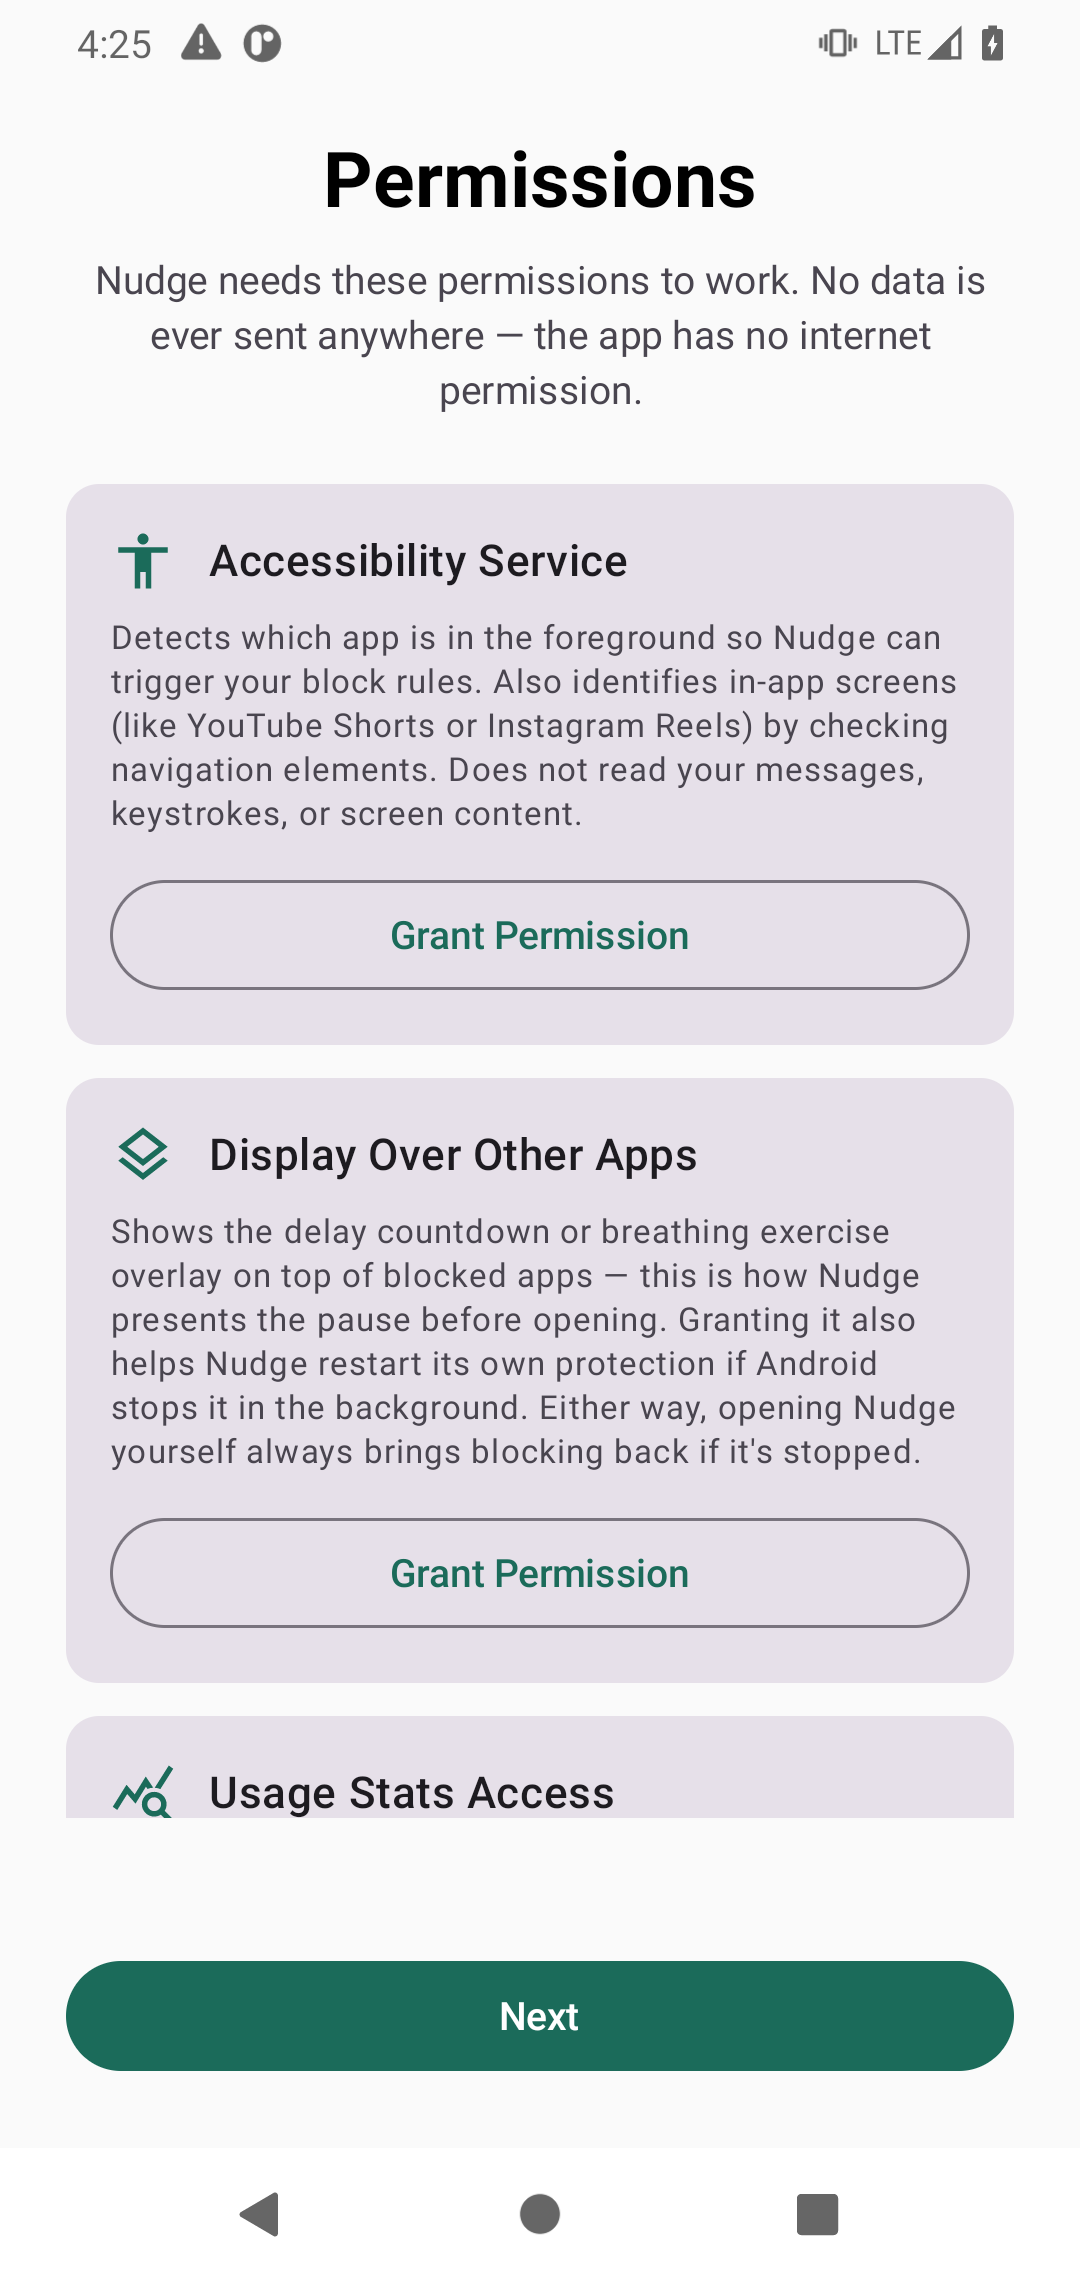 4:25
LTE
Permissions
Nudge needs these permissions to work. No data is
ever sent anywhere — the app has no internet
permission.
Accessibility Service
Detects which app is in the foreground so Nudge can
trigger your block rules. Also identifies in-app screens
(like YouTube Shorts or Instagram Reels) by checking
navigation elements. Does not read your messages,
keystrokes, or screen content.
Grant Permission
Display Over Other Apps
Shows the delay countdown or breathing exercise
overlay on top of blocked apps — this is how Nudge
presents the pause before opening. Granting it also
helps Nudge restart its own protection if Android
stops it in the background. Either way, opening Nudge
yourself always brings blocking back if it's stopped.
Grant Permission
Usage Stats Access
Next